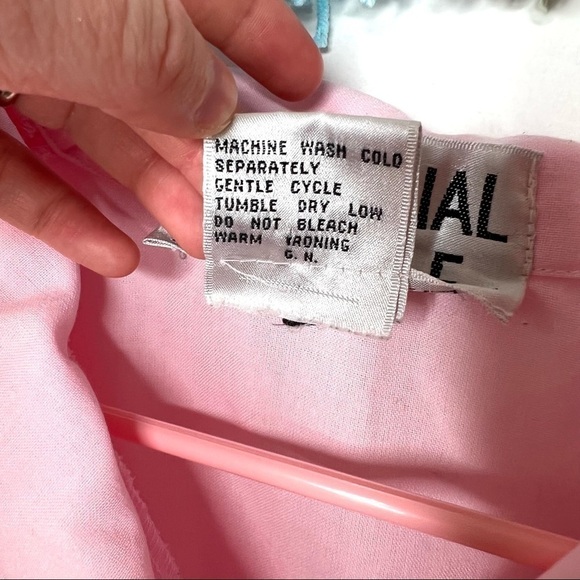 MACHINE WASH COLD
SEPARATELY
GENTLE CYCLE
TUMBLE DRY LOW
DO NOT BLEACH
WARM IRONING
G. N.
IAL
E